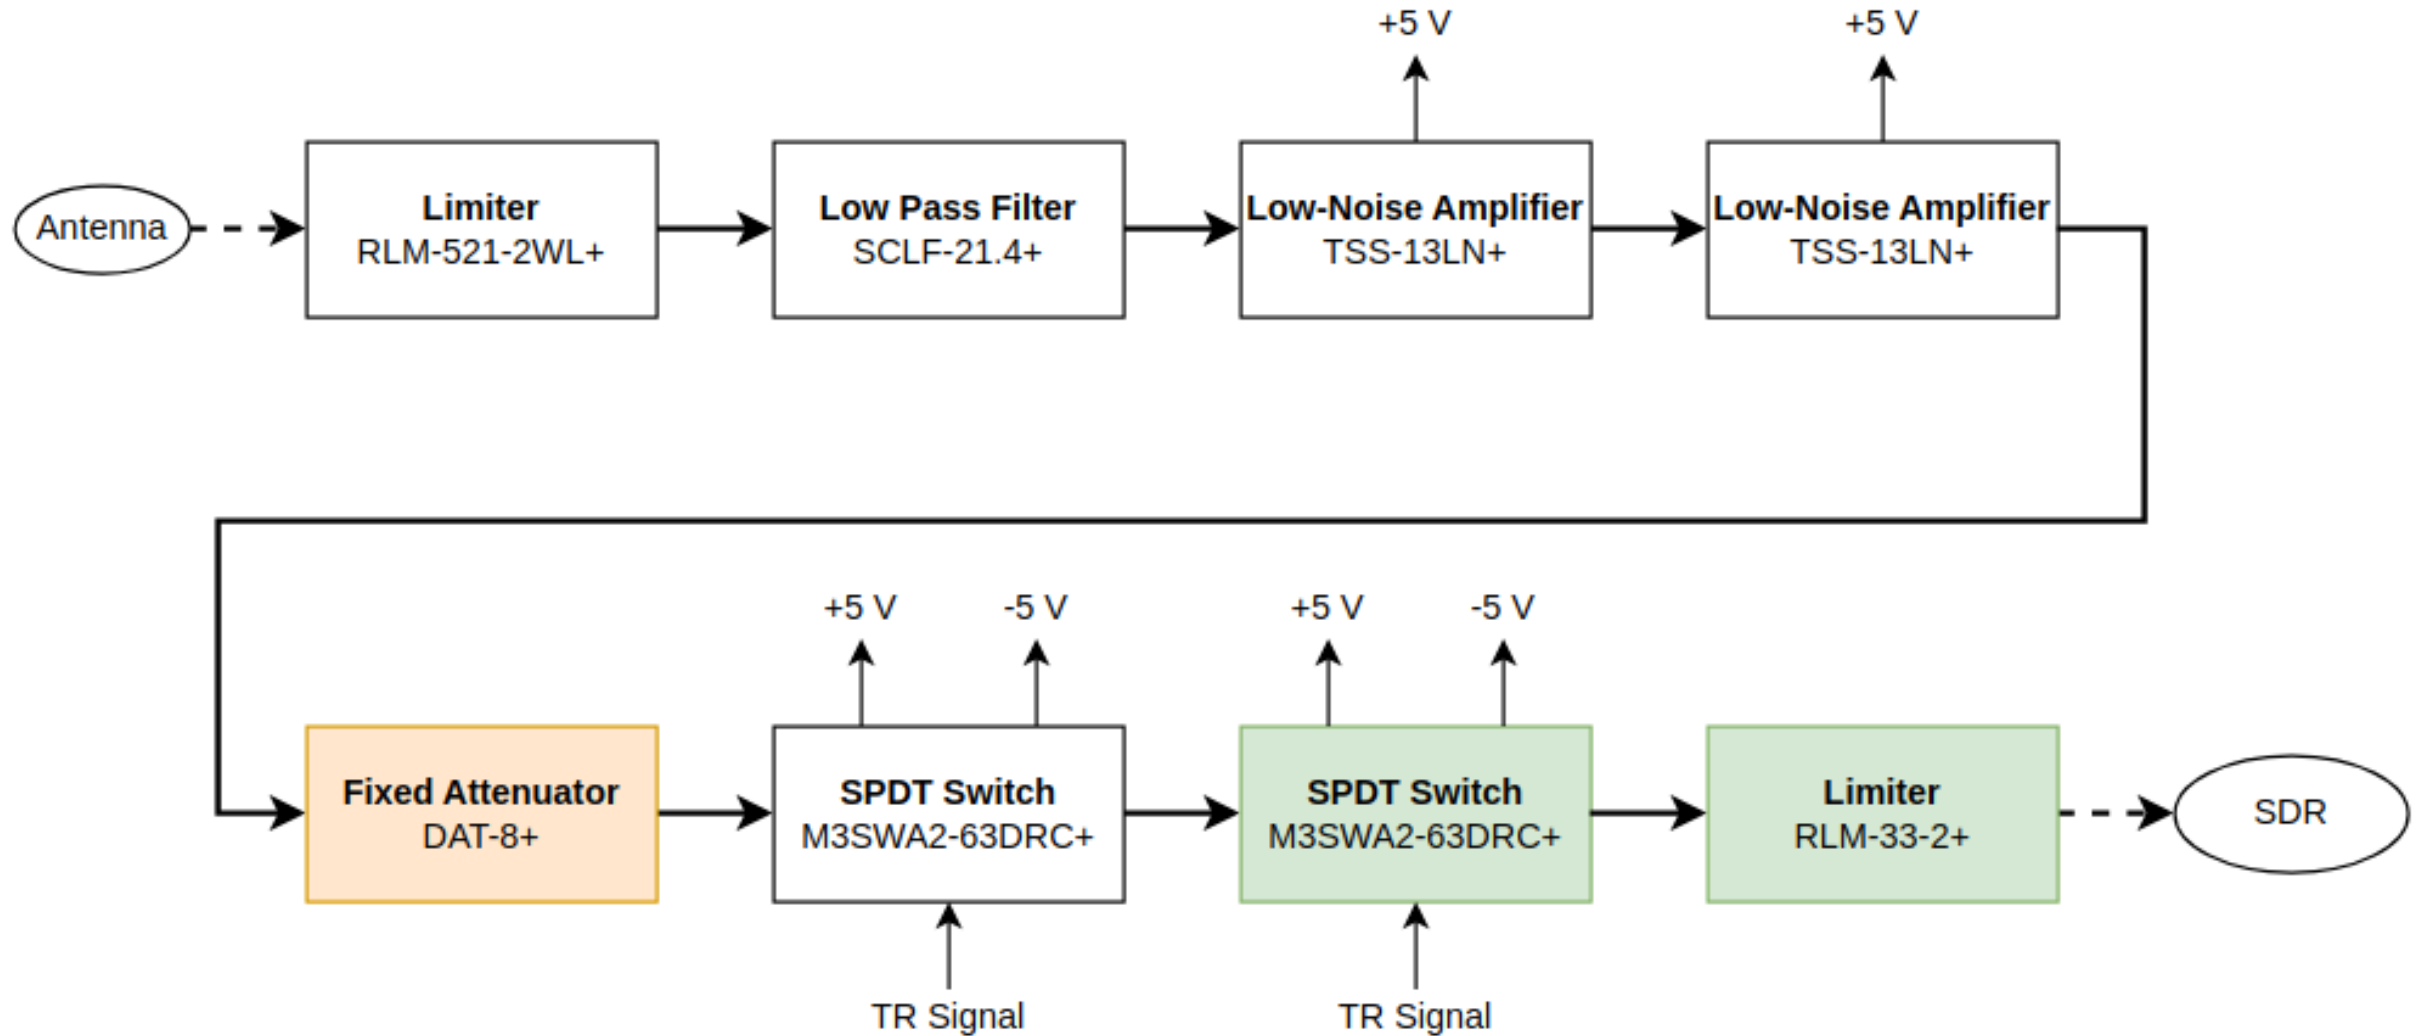 +5 V
+5 V
Antenna
Limiter
RLM-521-2WL+
Low Pass Filter
SCLF-21.4+
Low-Noise Amplifier
TSS-13LN+
Low-Noise Amplifier
TSS-13LN+
+5 V
-5 V
+5 V
-5 V
Fixed Attenuator
DAT-8+
SPDT Switch
M3SWA2-63DRC+
SPDT Switch
M3SWA2-63DRC+
Limiter
RLM-33-2+
SDR
TR Signal
TR Signal